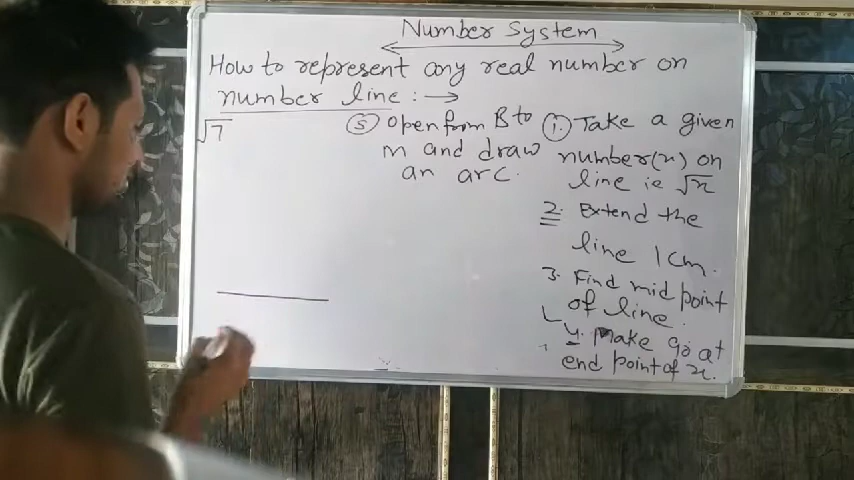 Number System
How to represent any real number on
number line : →
√7
(5) open from B to
m and draw
an arc.
(1.) Take a given
number(x) on
line ie √x
2. Extend the
line 1cm.
3. Find mid point
of line.
4. Make 90 at
end point of x.